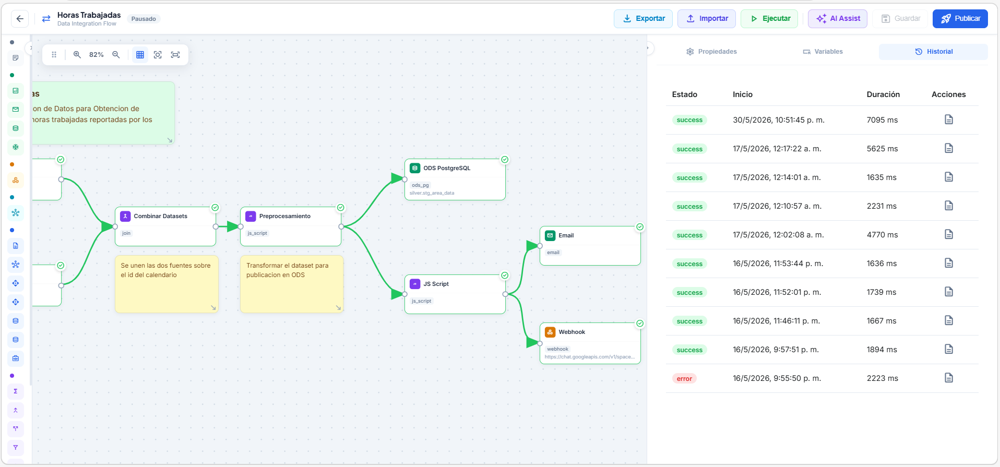 Horas Trabajadas
Data Integration Flow
Pausado
Exportar
Importar
Ejecutar
AI Assist
Guardar
Publicar
82%
as
on de Datos para Obtencion de
horas trabajadas reportadas por los
Combinar Datasets
join
Preprocesamiento
js_script
Se unen las dos fuentes sobre
el id del calendario
Transformar el dataset para
publicacion en ODS
ODS PostgreSQL
ods_pg
silver.stg_area_data
JS Script
js_script
Email
email
Webhook
webhook
https://chat.googleapis.com/v1/space...
Propiedades
Variables
Historial
Estado Inicio Duración Acciones
success 30/5/2026, 10:51:45 p. m. 7095 ms
success 17/5/2026, 12:17:22 a. m. 5625 ms
success 17/5/2026, 12:14:01 a. m. 1635 ms
success 17/5/2026, 12:10:57 a. m. 2231 ms
success 17/5/2026, 12:02:08 a. m. 4770 ms
success 16/5/2026, 11:53:44 p. m. 1636 ms
success 16/5/2026, 11:52:01 p. m. 1739 ms
success 16/5/2026, 11:46:11 p. m. 1667 ms
success 16/5/2026, 9:57:51 p. m. 1894 ms
error 16/5/2026, 9:55:50 p. m. 2223 ms